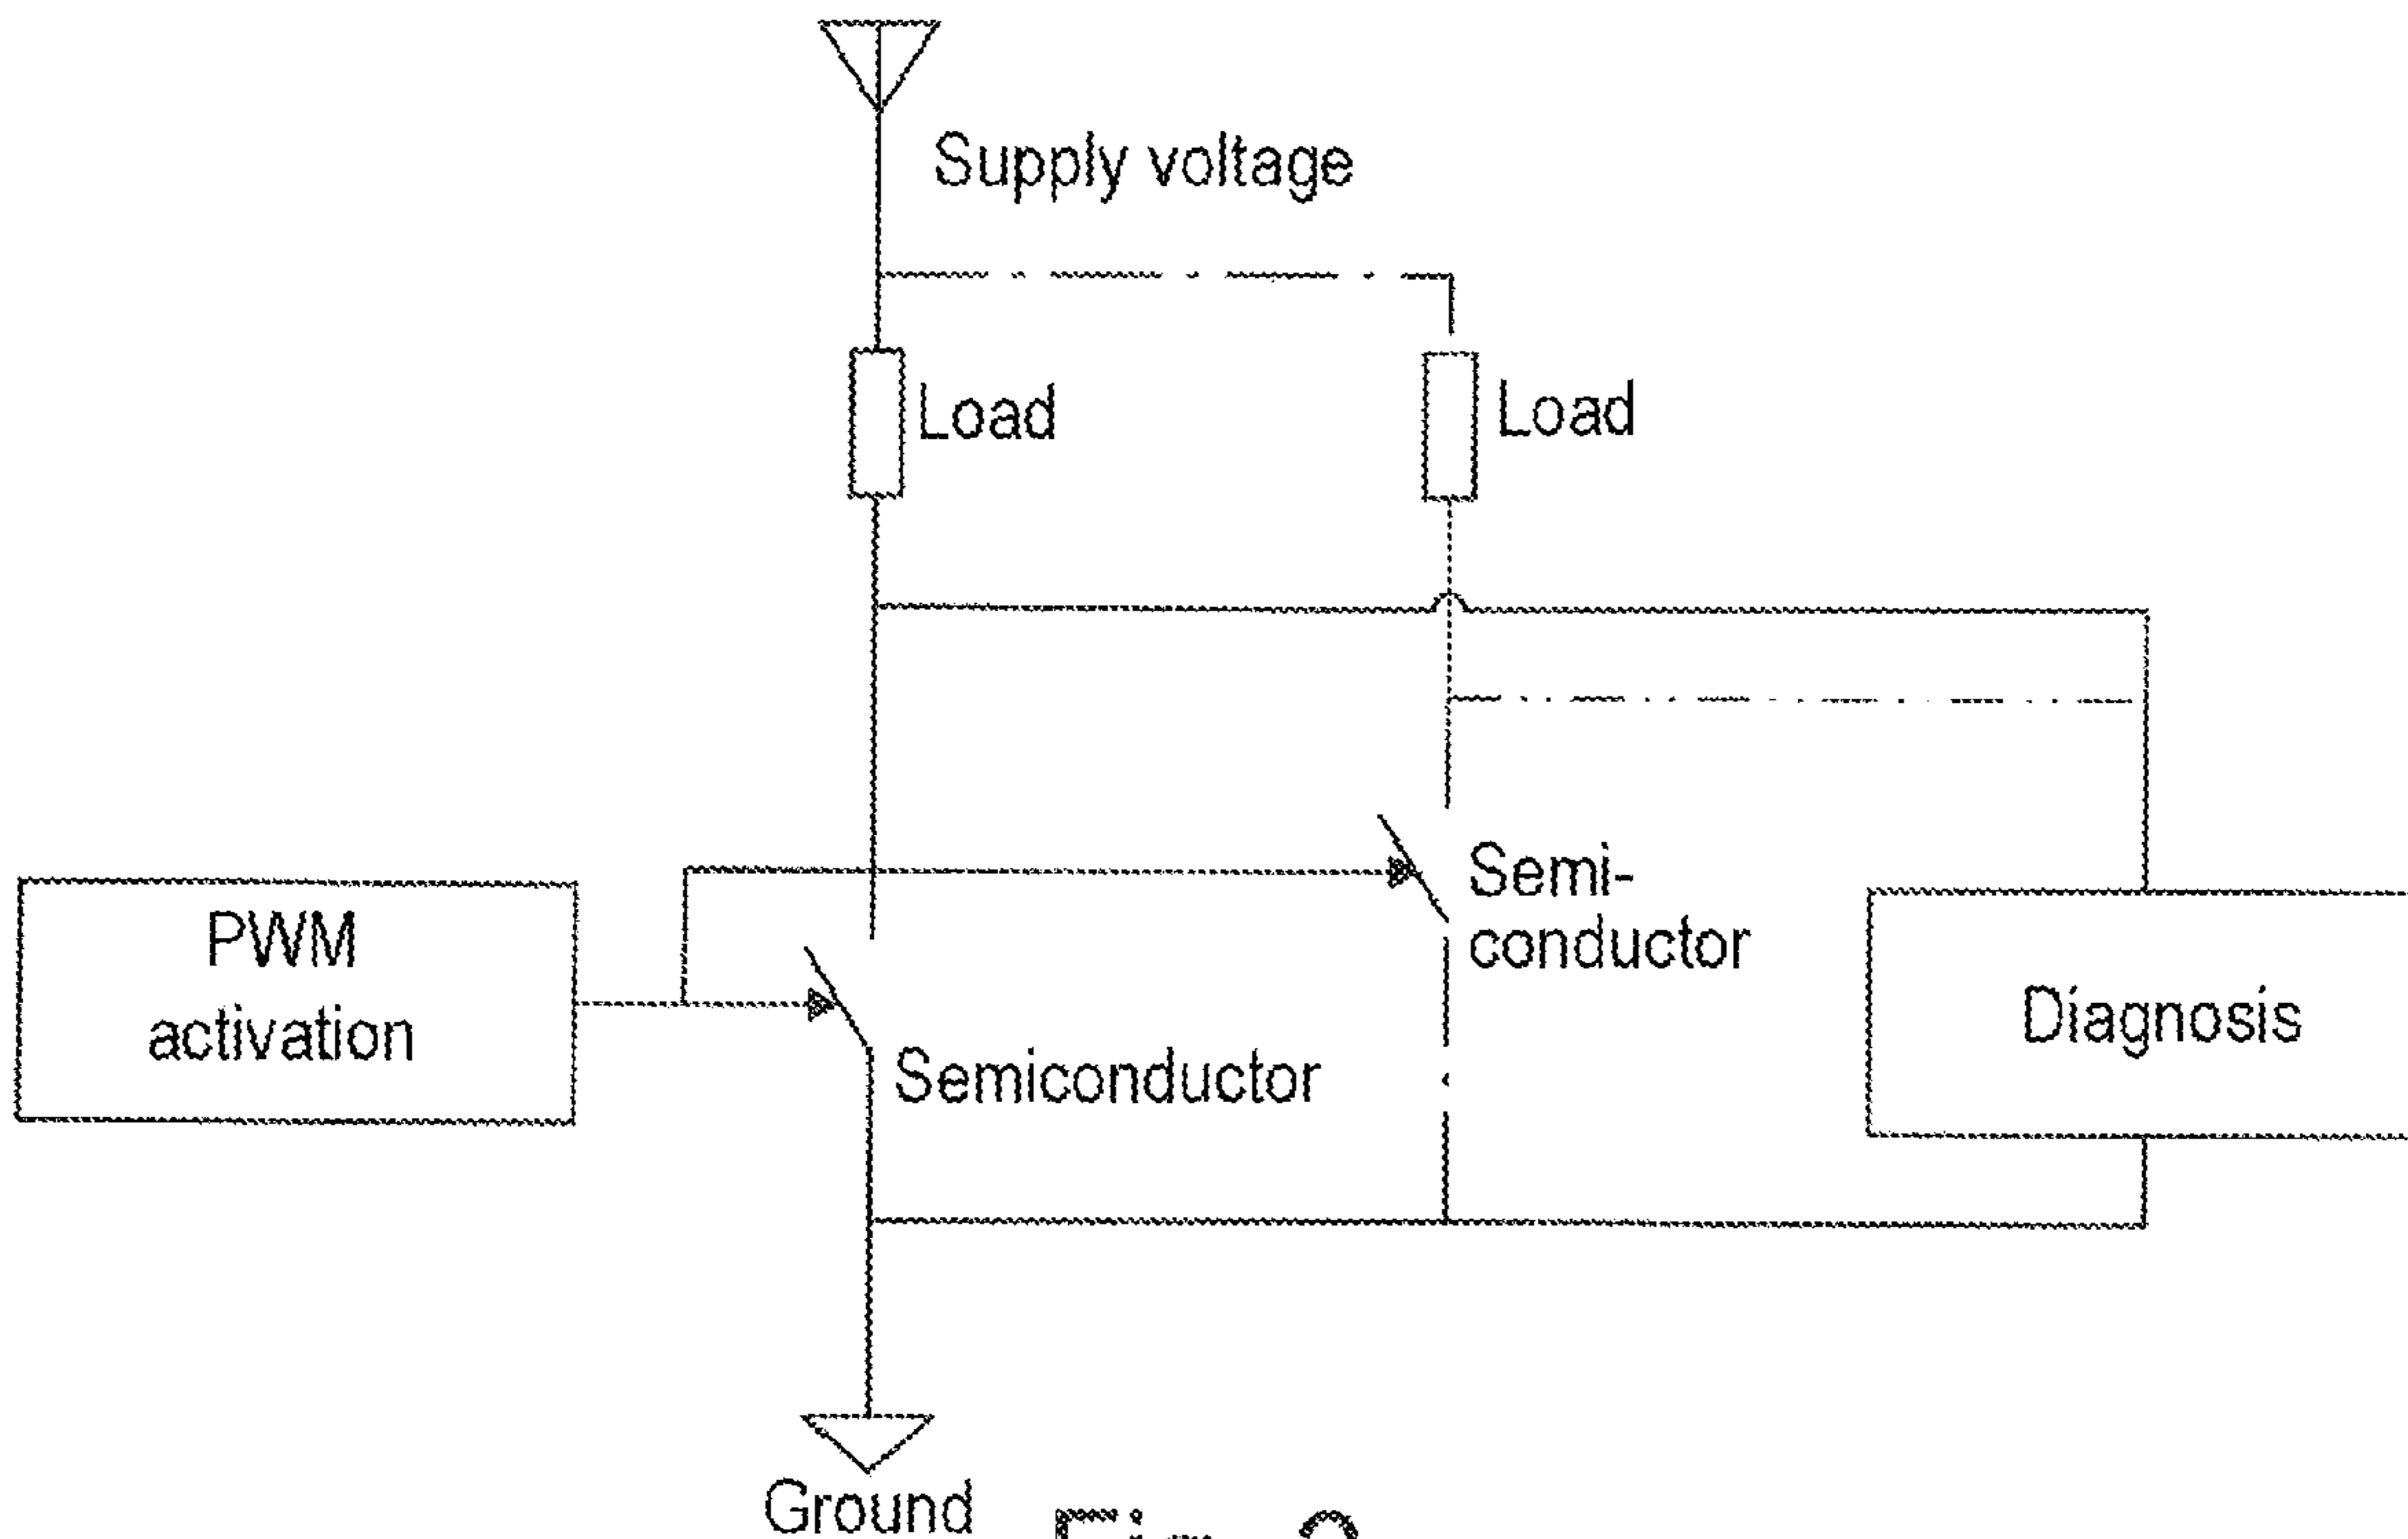 Supply voltage
Load
Load
PWM
activation
Semi-
conductor
Semiconductor
Diagnosis
Ground